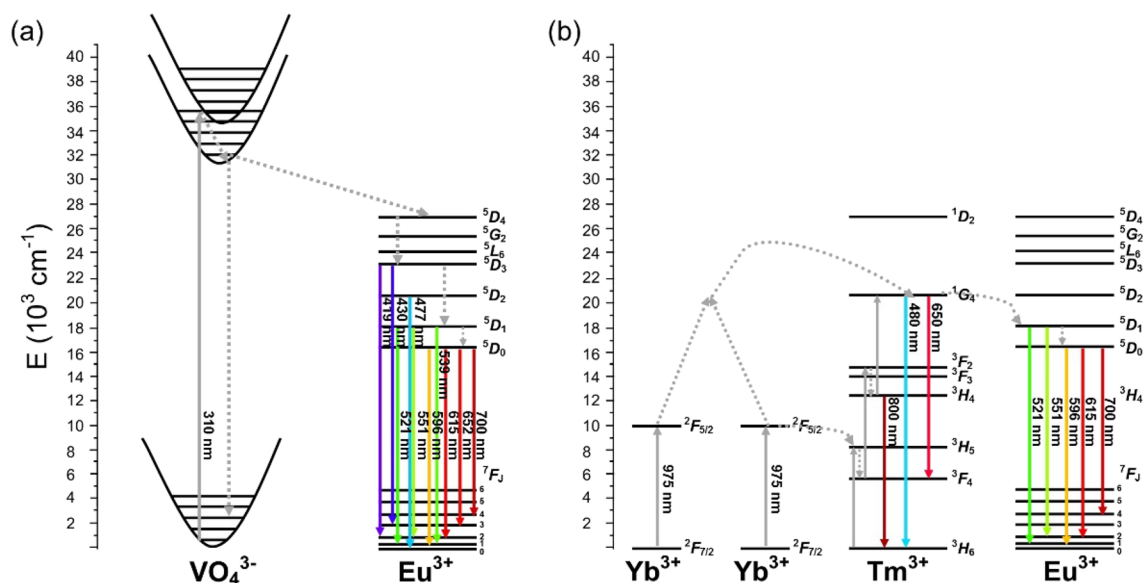 (a)
E (10³ cm⁻¹)
40
38
36
34
32
30
28
26
24
22
20
18
16
14
12
10
8
6
4
2
310 nm
VO₄³⁻
⁵D₄
⁵G₂
⁵L₆
⁵D₃
⁵D₂
⁵D₁
⁵D₀
419 nm
430 nm
477 nm
539 nm
521 nm
551 nm
596 nm
615 nm
652 nm
700 nm
⁷F_J
6
5
4
3
2
1
0
Eu³⁺
(b)
40
38
36
34
32
30
28
26
24
22
20
18
16
14
12
10
8
6
4
2
²F₅/₂
975 nm
²F₇/₂
Yb³⁺
²F₅/₂
975 nm
²F₇/₂
Yb³⁺
¹D₂
¹G₄
480 nm
650 nm
³F₂
³F₃
³H₄
800 nm
³H₅
³F₄
³H₆
Tm³⁺
⁵D₄
⁵G₂
⁵L₆
⁵D₃
⁵D₂
⁵D₁
⁵D₀
521 nm
551 nm
596 nm
615 nm
700 nm
⁷F_J
6
5
4
3
2
1
0
Eu³⁺